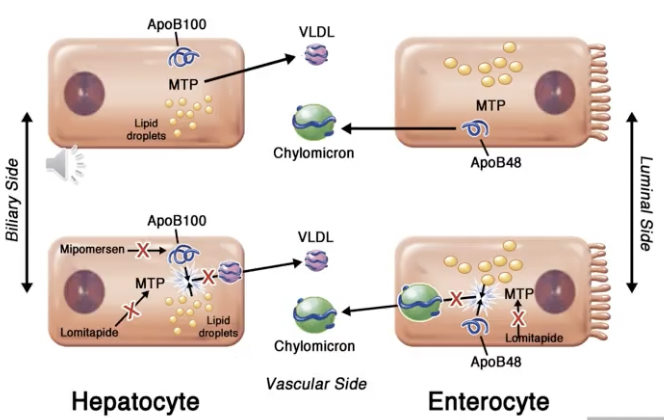 ApoB100
MTP
Lipid
droplets
VLDL
Chylomicron
MTP
ApoB48
Biliary Side
Luminal Side
ApoB100
Mipomersen
MTP
Lomitapide
Lipid
droplets
VLDL
Chylomicron
MTP
Lomitapide
ApoB48
Vascular Side
Hepatocyte
Enterocyte